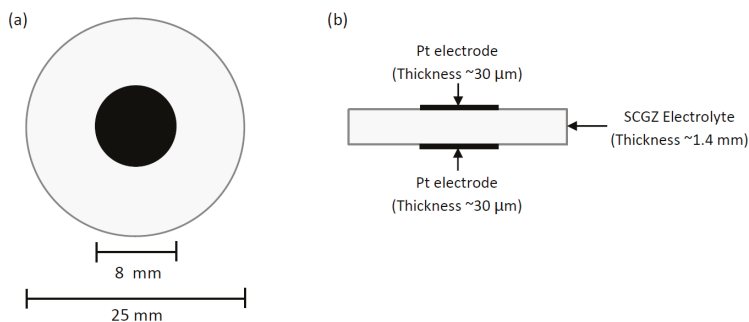 (a)
8 mm
25 mm
(b)
Pt electrode
(Thickness ~30 µm)
SCGZ Electrolyte
(Thickness ~1.4 mm)
Pt electrode
(Thickness ~30 µm)